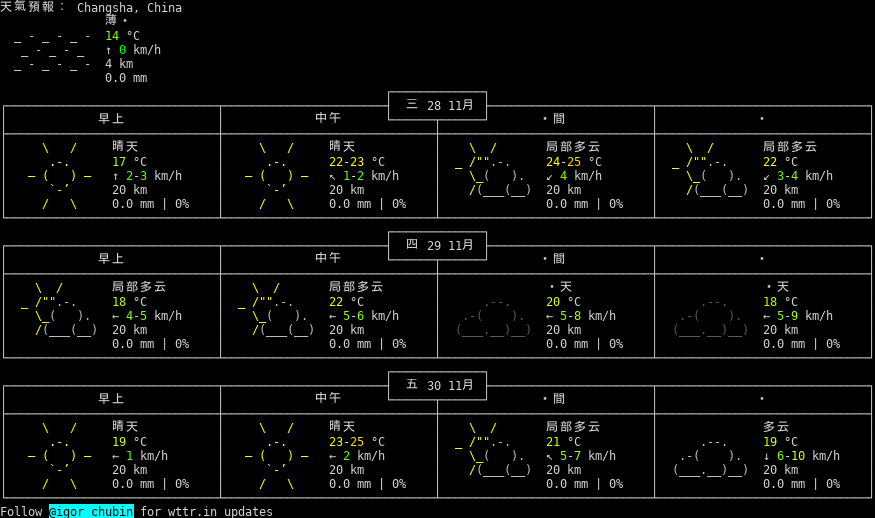 天氣預報： Changsha, China
薄・
14 °C
↑ 0 km/h
4 km
0.0 mm
三 28 11月
早上 中午 ・間 ・
晴天 晴天 局部多云 局部多云
17 °C 22-23 °C 24-25 °C 22 °C
↑ 2-3 km/h ↖ 1-2 km/h ↙ 4 km/h ↙ 3-4 km/h
20 km 20 km 20 km 20 km
0.0 mm | 0% 0.0 mm | 0% 0.0 mm | 0% 0.0 mm | 0%
四 29 11月
早上 中午 ・間 ・
局部多云 局部多云 ・天 ・天
18 °C 22 °C 20 °C 18 °C
← 4-5 km/h ← 5-6 km/h ← 5-8 km/h ← 5-9 km/h
20 km 20 km 20 km 20 km
0.0 mm | 0% 0.0 mm | 0% 0.0 mm | 0% 0.0 mm | 0%
五 30 11月
早上 中午 ・間 ・
晴天 晴天 局部多云 多云
19 °C 23-25 °C 21 °C 19 °C
← 1 km/h ← 2 km/h ↖ 5-7 km/h ↓ 6-10 km/h
20 km 20 km 20 km 20 km
0.0 mm | 0% 0.0 mm | 0% 0.0 mm | 0% 0.0 mm | 0%
Follow @igor_chubin for wttr.in updates